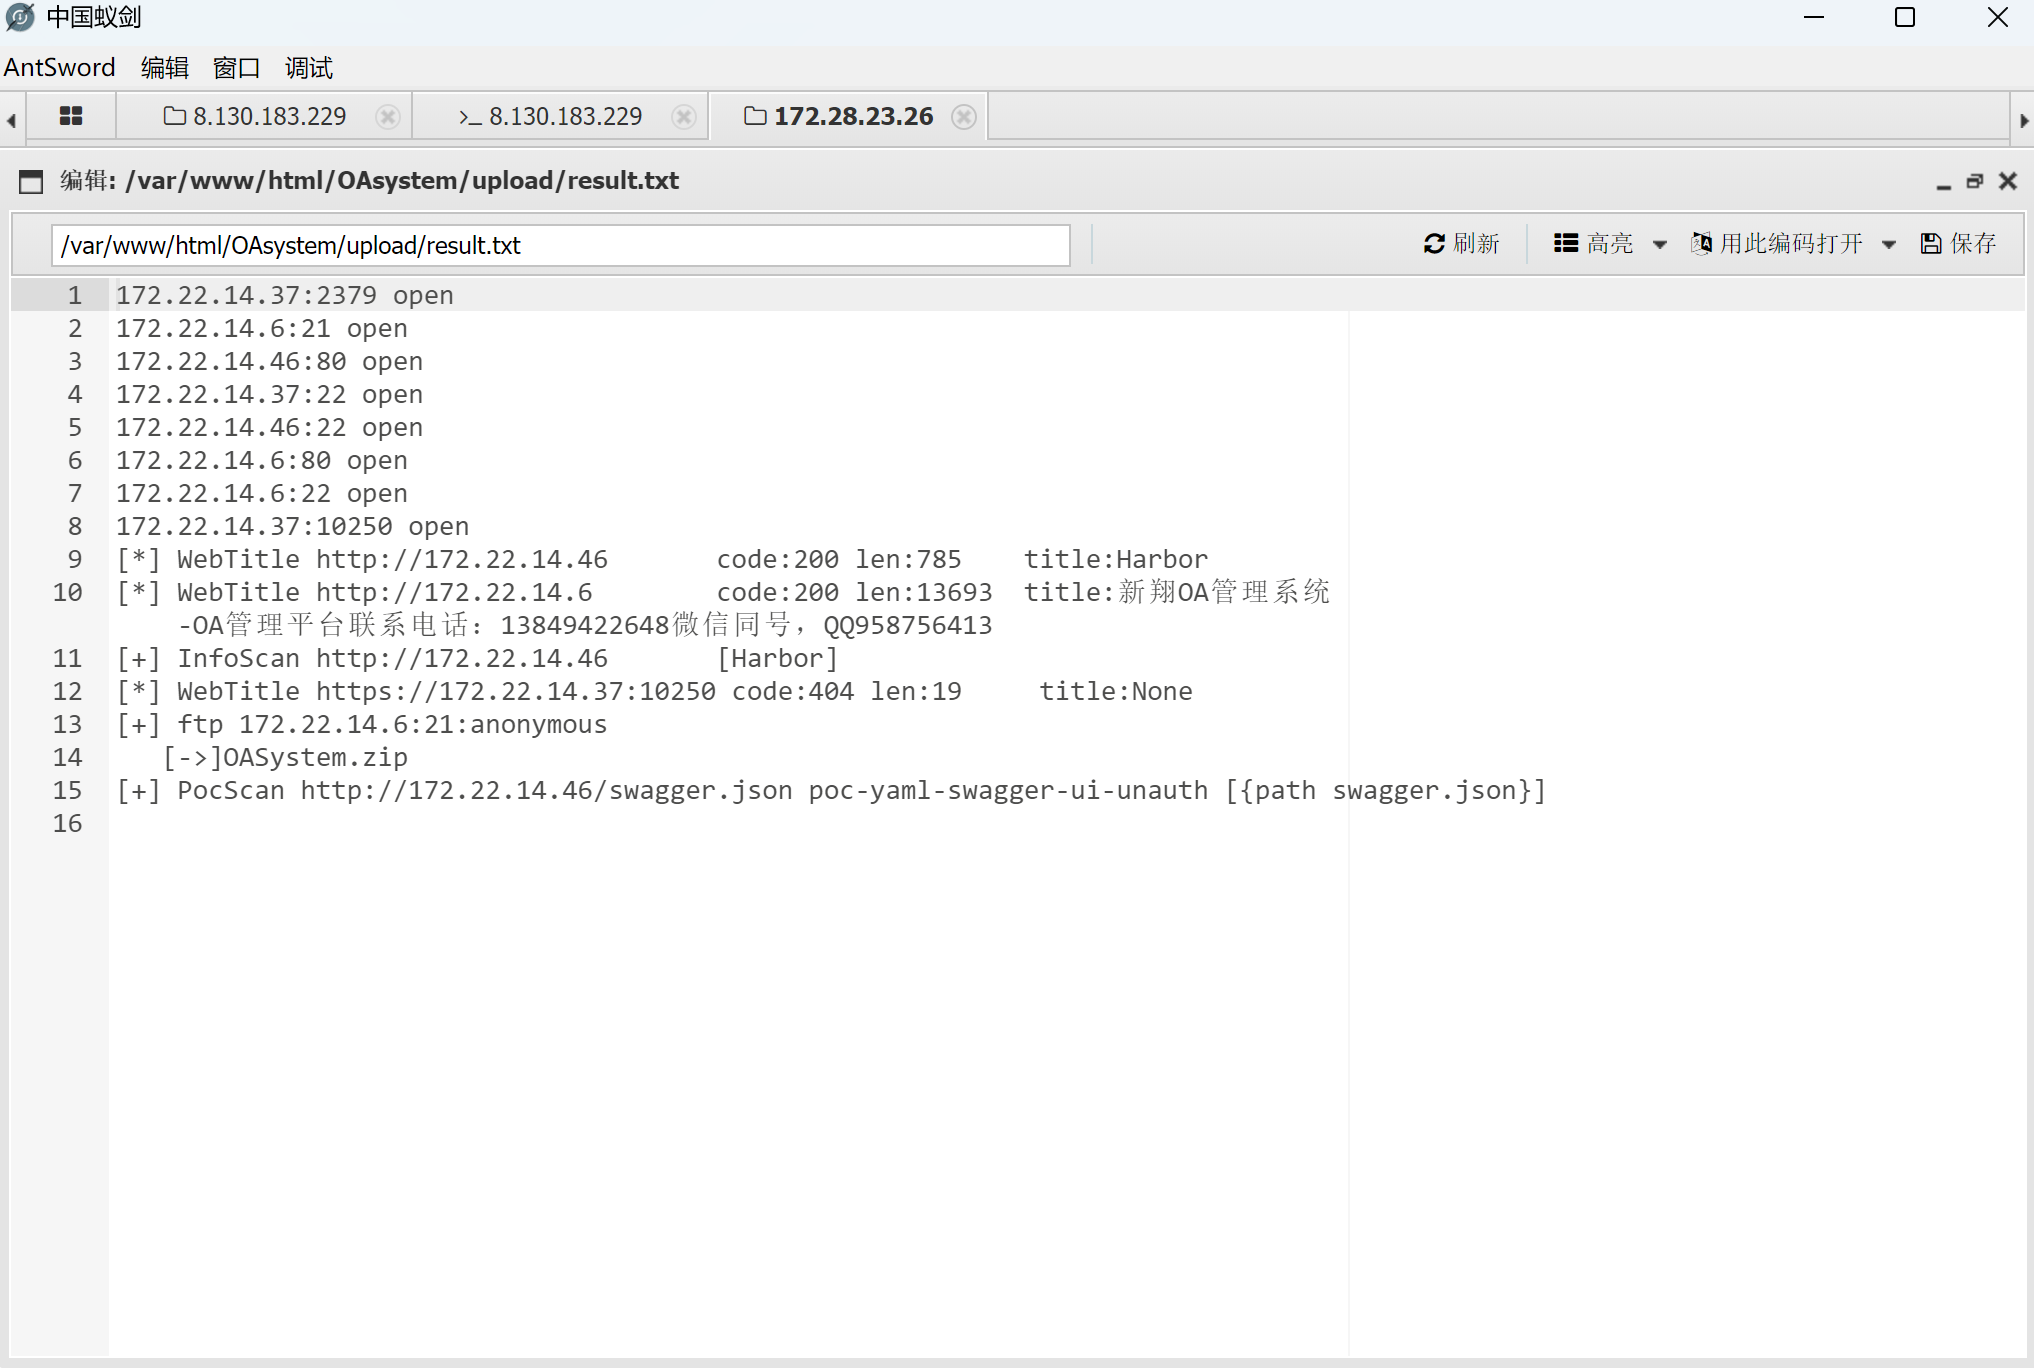 中国蚁剑
AntSword 编辑 窗口 调试
8.130.183.229 >_ 8.130.183.229 172.28.23.26
编辑: /var/www/html/OAsystem/upload/result.txt
/var/www/html/OAsystem/upload/result.txt 刷新 高亮 用此编码打开 保存
1 172.22.14.37:2379 open
2 172.22.14.6:21 open
3 172.22.14.46:80 open
4 172.22.14.37:22 open
5 172.22.14.46:22 open
6 172.22.14.6:80 open
7 172.22.14.6:22 open
8 172.22.14.37:10250 open
9 [*] WebTitle http://172.22.14.46 code:200 len:785 title:Harbor
10 [*] WebTitle http://172.22.14.6 code:200 len:13693 title:新翔OA管理系统
-OA管理平台联系电话：13849422648微信同号，QQ958756413
11 [+] InfoScan http://172.22.14.46 [Harbor]
12 [*] WebTitle https://172.22.14.37:10250 code:404 len:19 title:None
13 [+] ftp 172.22.14.6:21:anonymous
14 [->]OASystem.zip
15 [+] PocScan http://172.22.14.46/swagger.json poc-yaml-swagger-ui-unauth [{path swagger.json}]
16